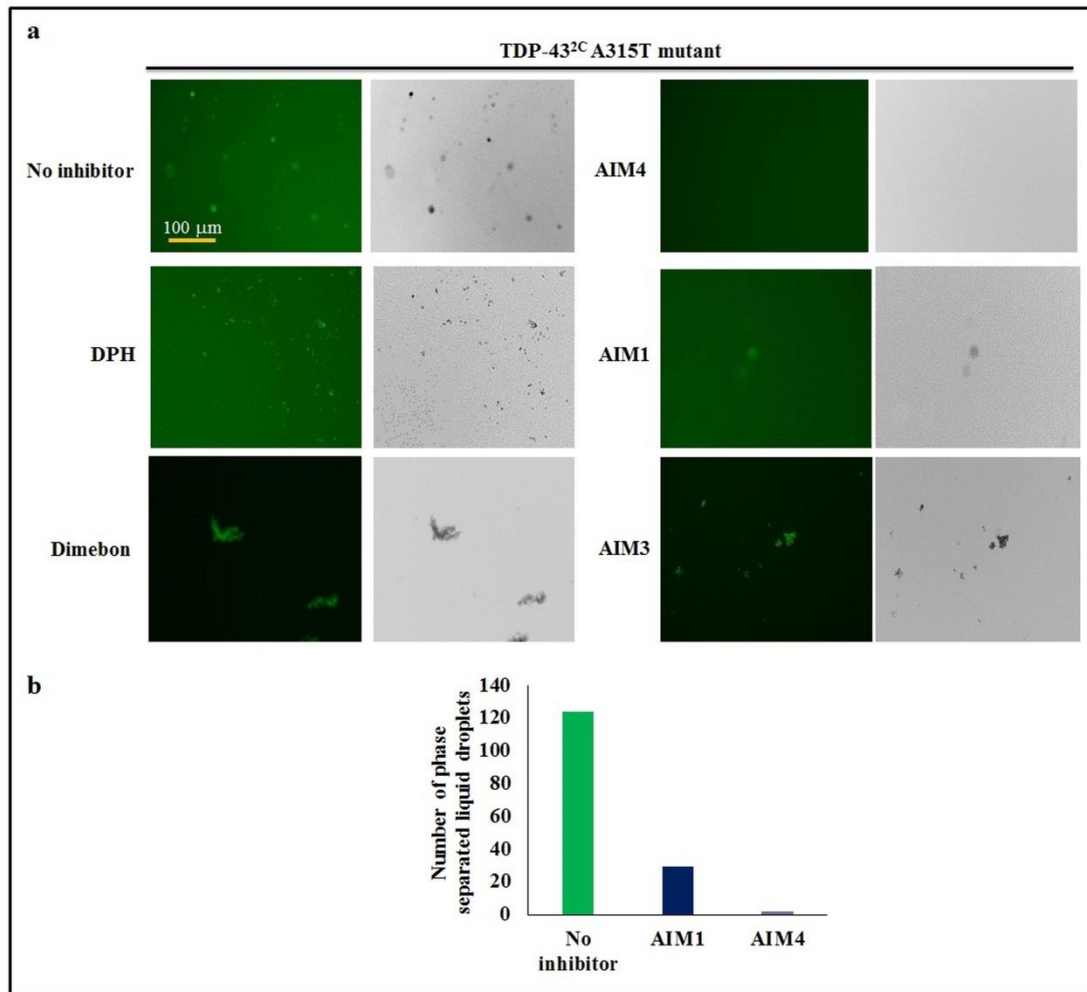 a
TDP-43²ᶜ A315T mutant
No inhibitor
100 μm
AIM4
DPH
AIM1
Dimebon
AIM3
b
Number of phase
separated liquid droplets
140
120
100
80
60
40
20
0
No
inhibitor
AIM1
AIM4